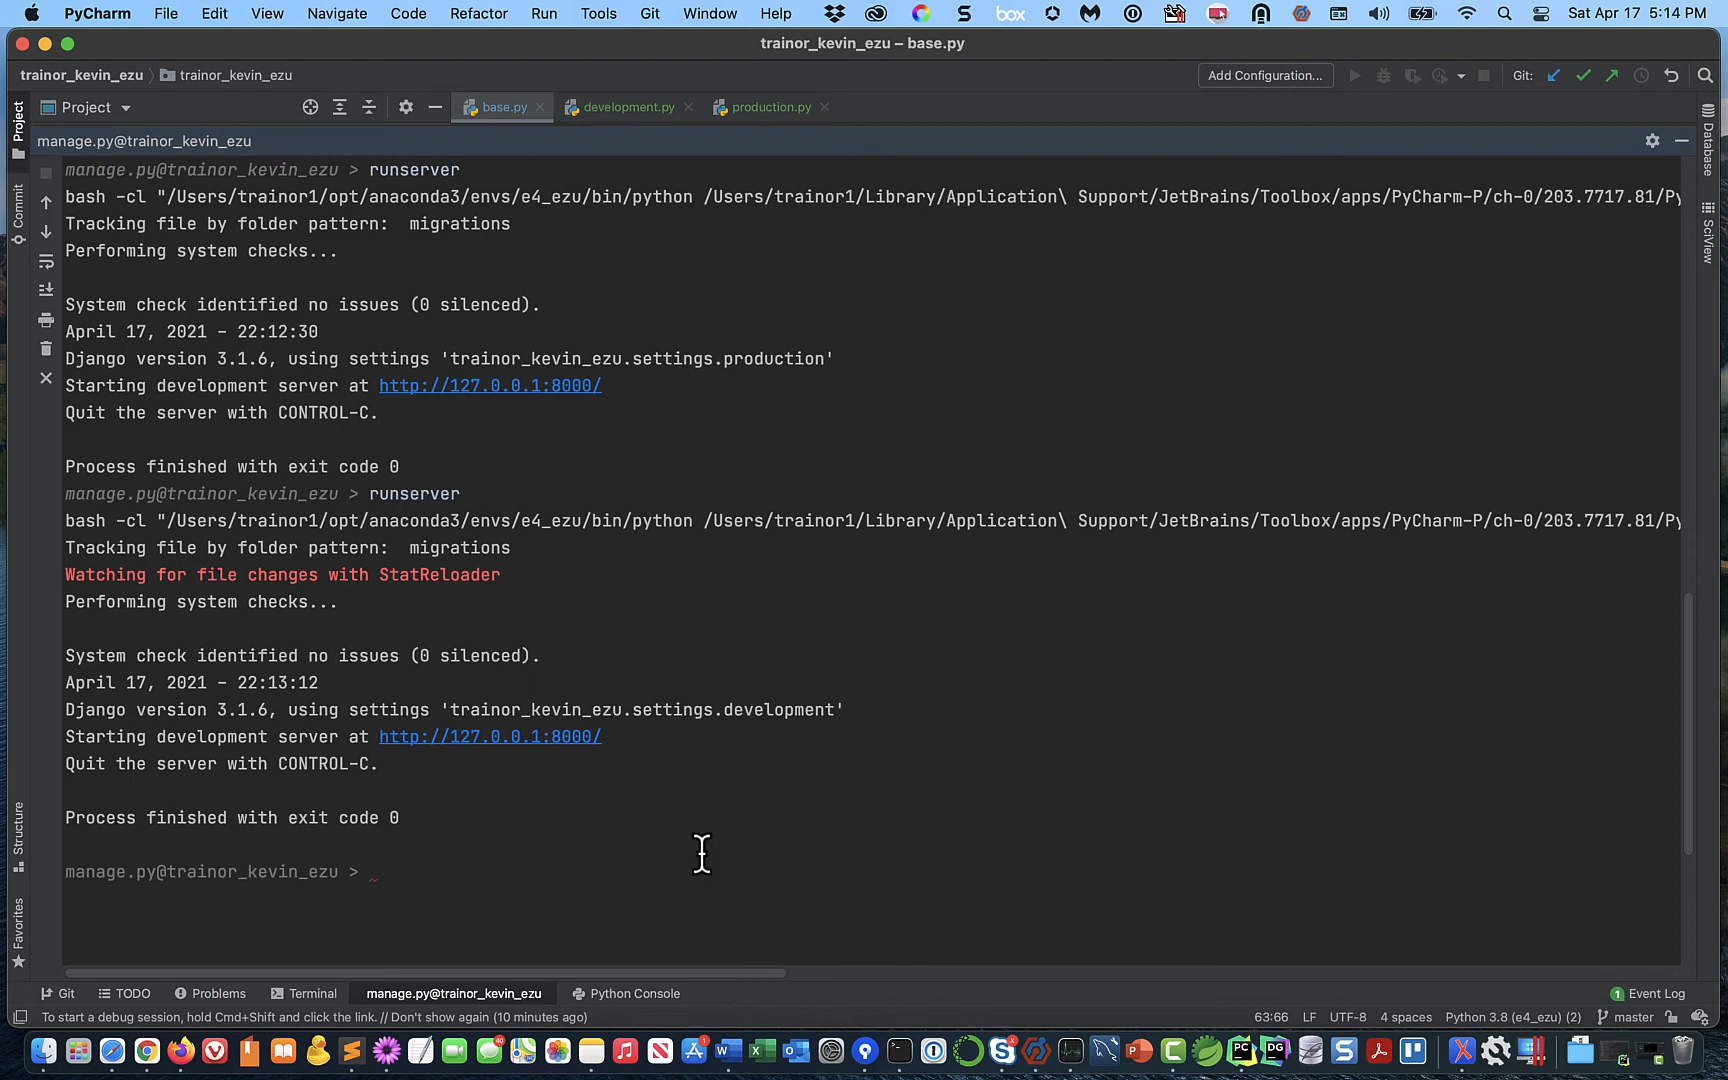 PyCharm File Edit View Navigate Code Refactor Run Tools Git Window Help box Sat Apr 17 5:14 PM
trainor_kevin_ezu – base.py
trainor_kevin_ezu trainor_kevin_ezu Add Configuration... Git:
Project base.py development.py production.py
manage.py@trainor_kevin_ezu
manage.py@trainor_kevin_ezu > runserver
bash -cl "/Users/trainor1/opt/anaconda3/envs/e4_ezu/bin/python /Users/trainor1/Library/Application\ Support/JetBrains/Toolbox/apps/PyCharm-P/ch-0/203.7717.81/Py
Tracking file by folder pattern:  migrations
Performing system checks...
System check identified no issues (0 silenced).
April 17, 2021 - 22:12:30
Django version 3.1.6, using settings 'trainor_kevin_ezu.settings.production'
Starting development server at http://127.0.0.1:8000/
Quit the server with CONTROL-C.
Process finished with exit code 0
manage.py@trainor_kevin_ezu > runserver
bash -cl "/Users/trainor1/opt/anaconda3/envs/e4_ezu/bin/python /Users/trainor1/Library/Application\ Support/JetBrains/Toolbox/apps/PyCharm-P/ch-0/203.7717.81/Py
Tracking file by folder pattern:  migrations
Watching for file changes with StatReloader
Performing system checks...
System check identified no issues (0 silenced).
April 17, 2021 - 22:13:12
Django version 3.1.6, using settings 'trainor_kevin_ezu.settings.development'
Starting development server at http://127.0.0.1:8000/
Quit the server with CONTROL-C.
Process finished with exit code 0
manage.py@trainor_kevin_ezu >
Project
Commit
Structure
Favorites
Database
SciView
Git TODO Problems Terminal manage.py@trainor_kevin_ezu Python Console 1 Event Log
To start a debug session, hold Cmd+Shift and click the link. // Don't show again (10 minutes ago) 63:66 LF UTF-8 4 spaces Python 3.8 (e4_ezu) (2) master